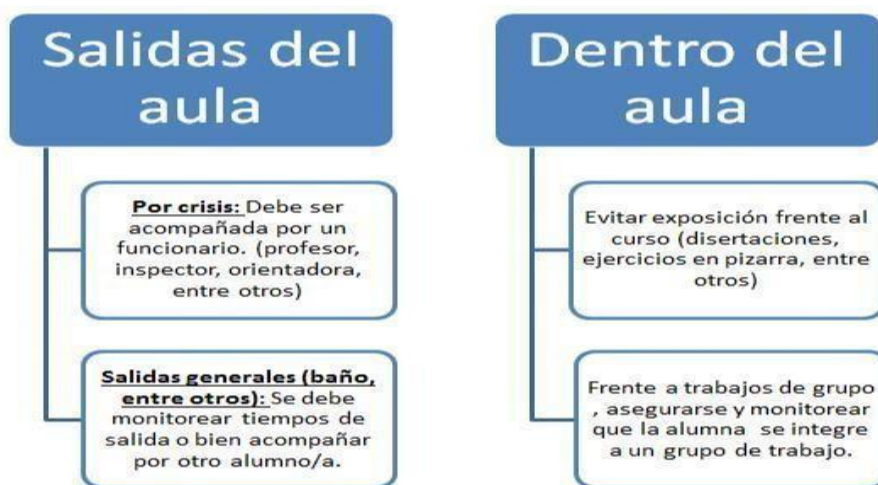 Salidas del
aula
Por crisis: Debe ser
acompañada por un
funcionario. (profesor,
inspector, orientadora,
entre otros)
Salidas generales (baño,
entre otros): Se debe
monitorear tiempos de
salida o bien acompañar
por otro alumno/a.
Dentro del
aula
Evitar exposición frente al
curso (disertaciones,
ejercicios en pizarra, entre
otros)
Frente a trabajos de grupo
, asegurarse y monitorear
que la alumna se integre
a un grupo de trabajo.